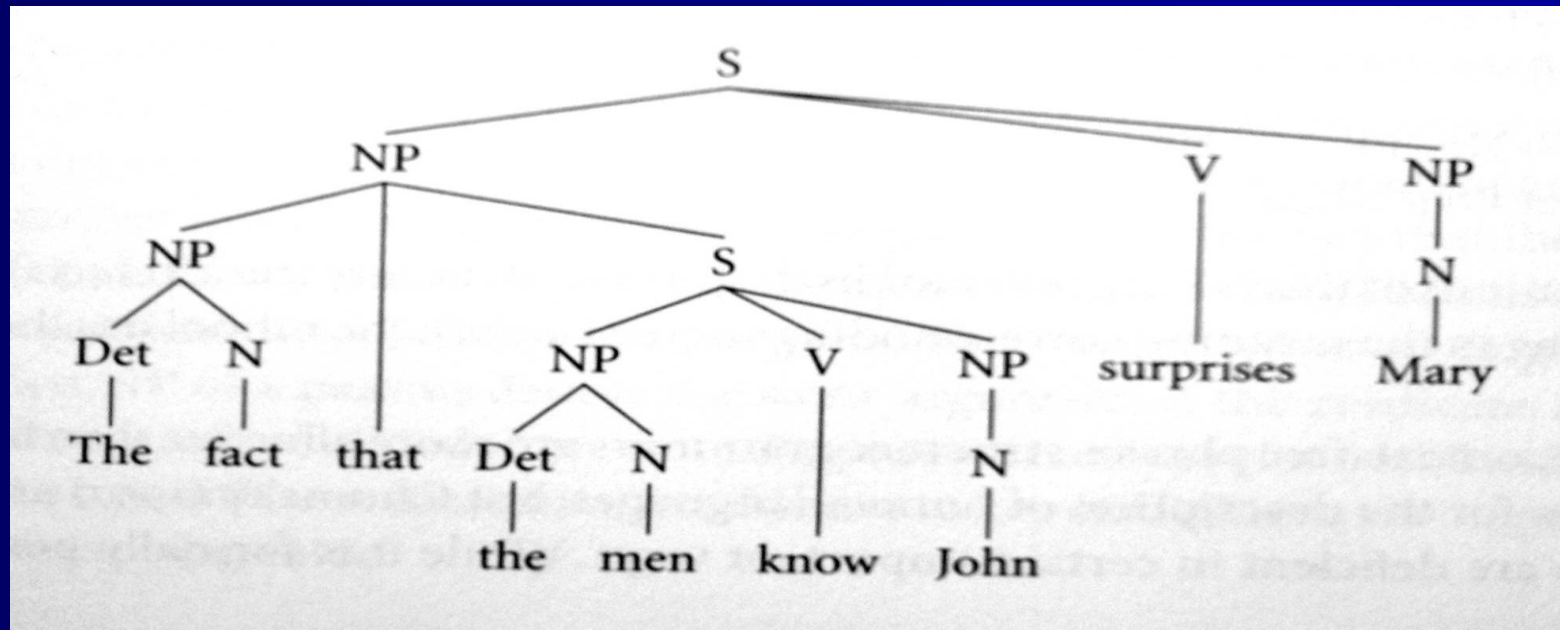 S
NP V NP
NP S N
Det N NP V NP surprises Mary
The fact that Det N N
the men know John